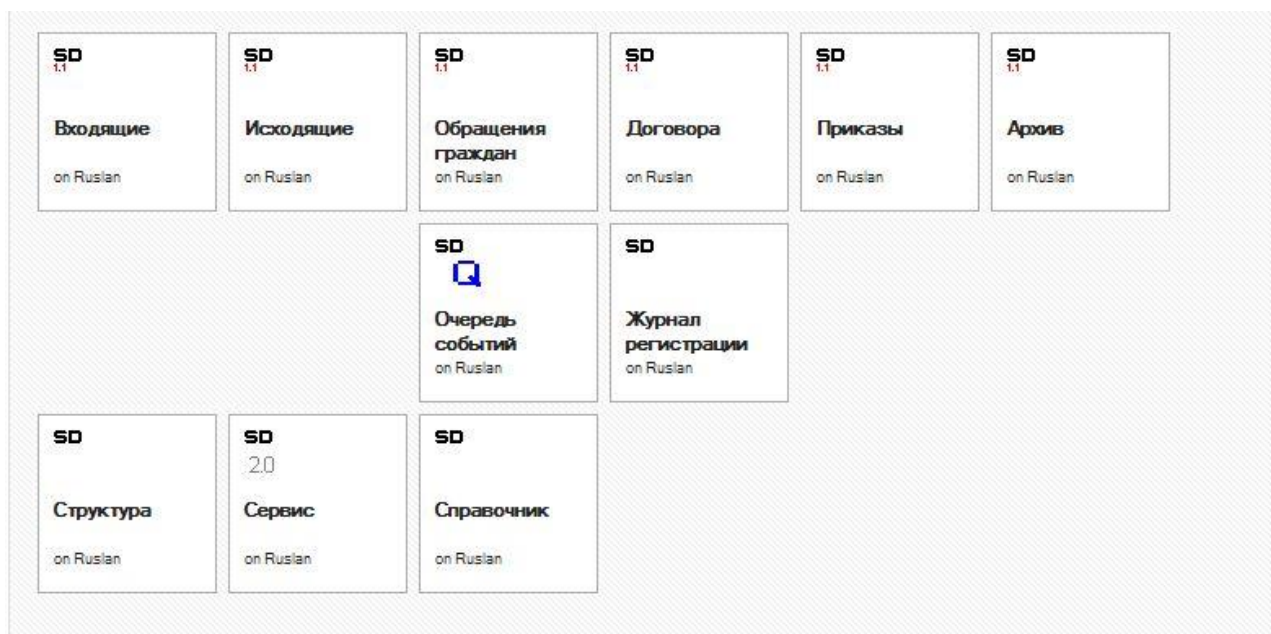 SD
1.1
Входящие
on Ruslan
SD
1.1
Исходящие
on Ruslan
SD
1.1
Обращения
граждан
on Ruslan
SD
1.1
Договора
on Ruslan
SD
1.1
Приказы
on Ruslan
SD
1.1
Архив
on Ruslan
SD
Q
Очередь
событий
on Ruslan
SD
Журнал
регистрации
on Ruslan
SD
Структура
on Ruslan
SD
2.0
Сервис
on Ruslan
SD
Справочник
on Ruslan